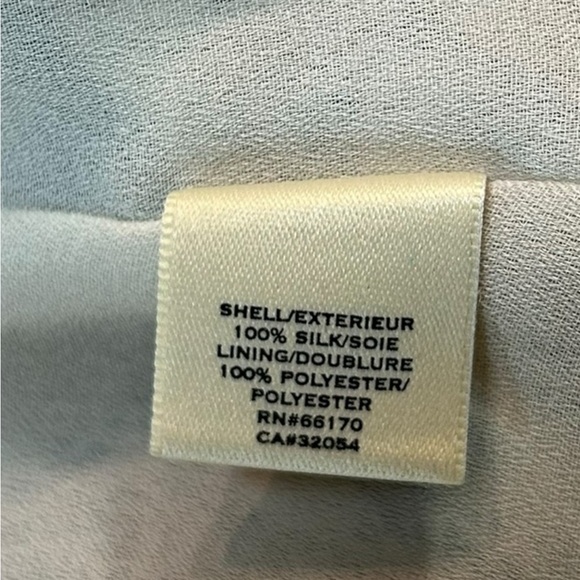 SHELL/EXTERIEUR
100% SILK/SOIE
LINING/DOUBLURE
100% POLYESTER/
POLYESTER
RN#66170
CA#32054